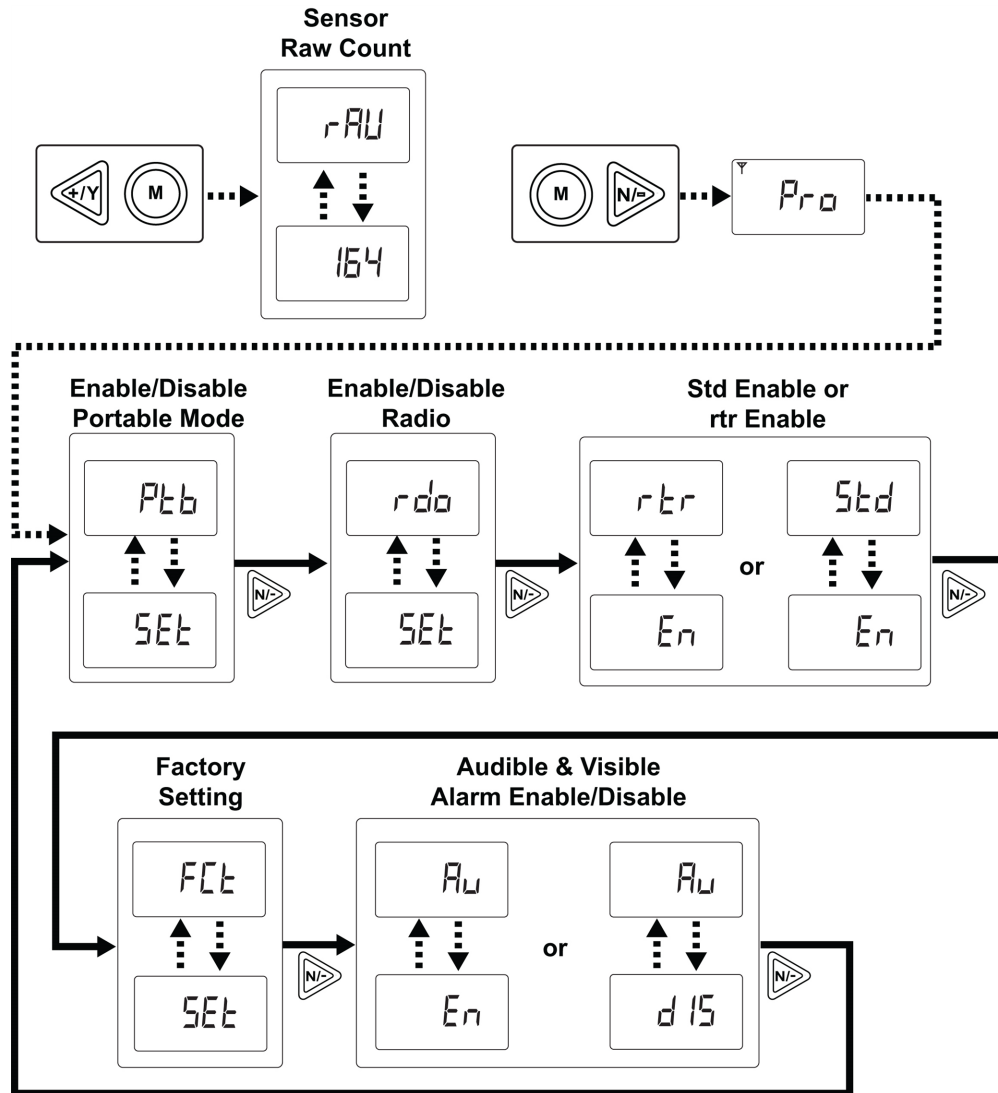 Sensor
Raw Count
rAU
+/Y M
M N/-
Pro
164
Enable/Disable
Portable Mode
Enable/Disable
Radio
Std Enable or
rtr Enable
Ptb
rdo
rtr
Std
or
N/-
N/-
N/-
SEt
SEt
En
En
Factory
Setting
Audible & Visible
Alarm Enable/Disable
FCt
Au
Au
or
N/-
N/-
SEt
En
dIS